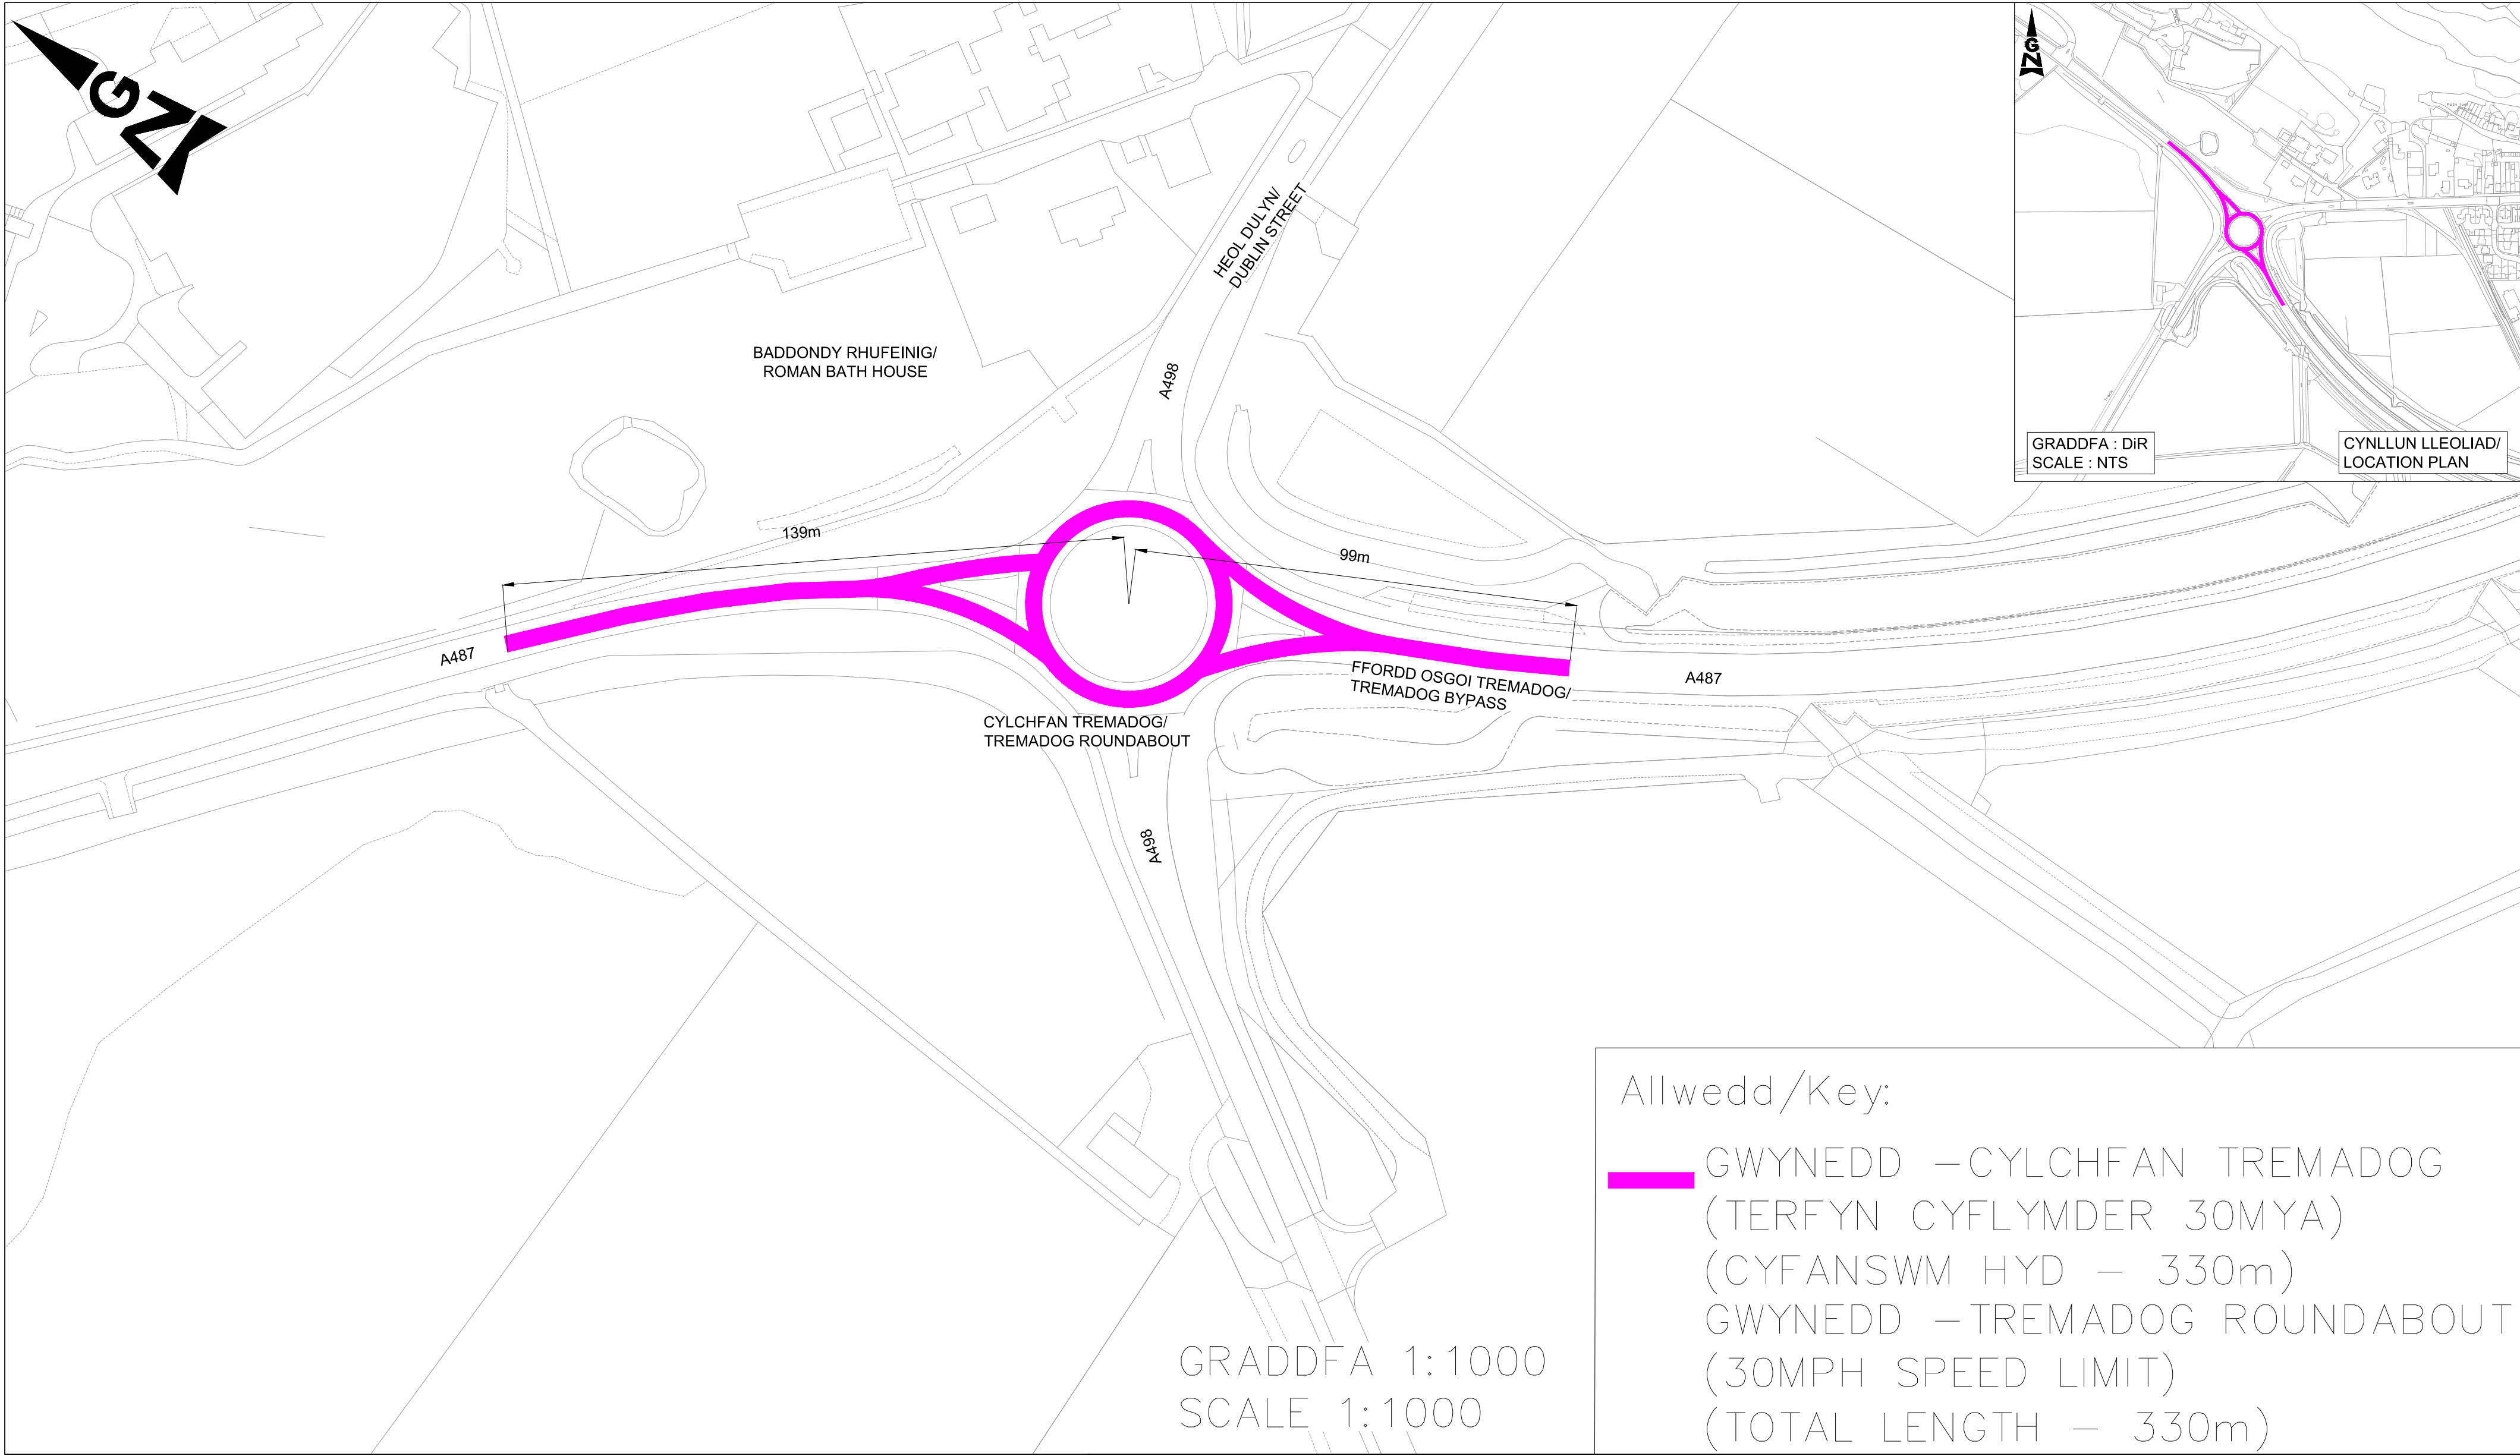 GN
GN
GRADDFA : DiR
SCALE : NTS
CYNLLUN LLEOLIAD/
LOCATION PLAN
HEOL DULYN/
DUBLIN STREET
A498
BADDONDY RHUFEINIG/
ROMAN BATH HOUSE
139m
99m
A487
FFORDD OSGOI TREMADOG/
TREMADOG BYPASS
A487
CYLCHFAN TREMADOG/
TREMADOG ROUNDABOUT
A498
GRADDFA 1:1000
SCALE 1:1000
Allwedd/Key:
GWYNEDD -CYLCHFAN TREMADOG
(TERFYN CYFLYMDER 30MYA)
(CYFANSWM HYD - 330m)
GWYNEDD -TREMADOG ROUNDABOUT
(30MPH SPEED LIMIT)
(TOTAL LENGTH - 330m)